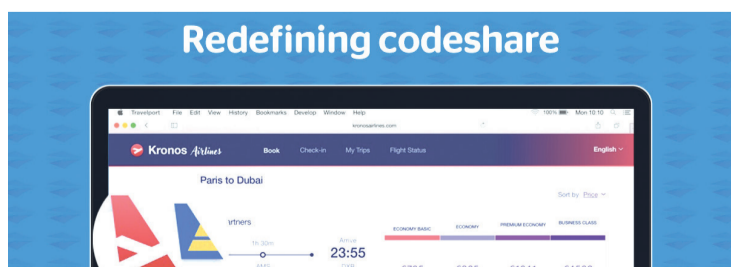 Redefining codeshare
Travelport File Edit View History Bookmarks Develop Window Help 100% Mon 10:10
kronosairlines.com
Kronos Airlines Book Check-in My Trips Flight Status English
Paris to Dubai
Sort by Price
ECONOMY BASIC ECONOMY PREMIUM ECONOMY BUSINESS CLASS
1h 30m Arrive
23:55